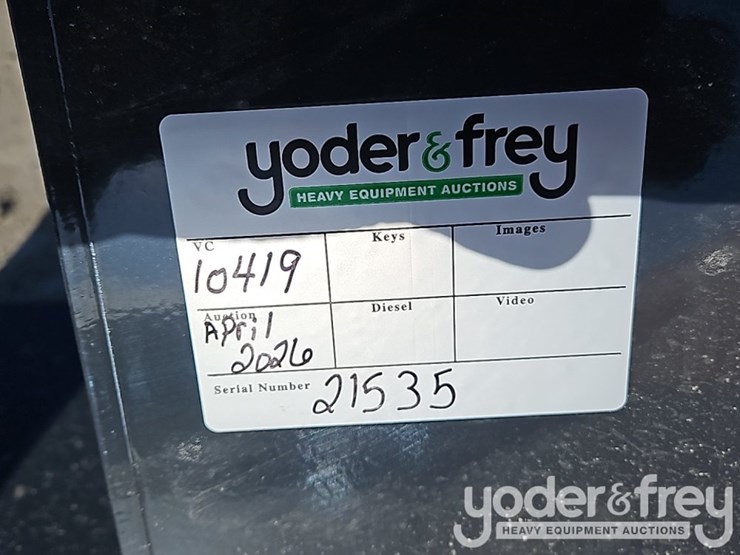 yoder&frey
HEAVY EQUIPMENT AUCTIONS
VC Keys Images
10419
Auction Diesel Video
April
2026
Serial Number 21535
yoder&frey
HEAVY EQUIPMENT AUCTIONS